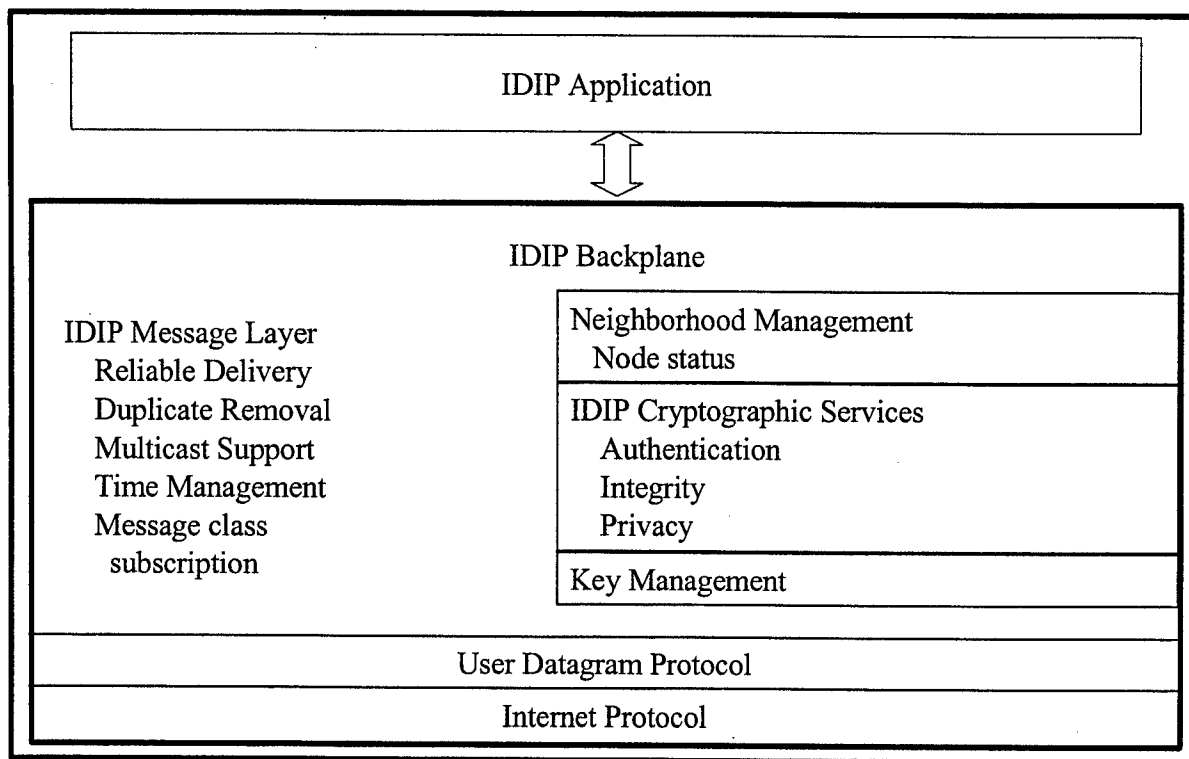 IDIP Application
IDIP Backplane
IDIP Message Layer
Reliable Delivery
Duplicate Removal
Multicast Support
Time Management
Message class
subscription
Neighborhood Management
Node status
IDIP Cryptographic Services
Authentication
Integrity
Privacy
Key Management
User Datagram Protocol
Internet Protocol